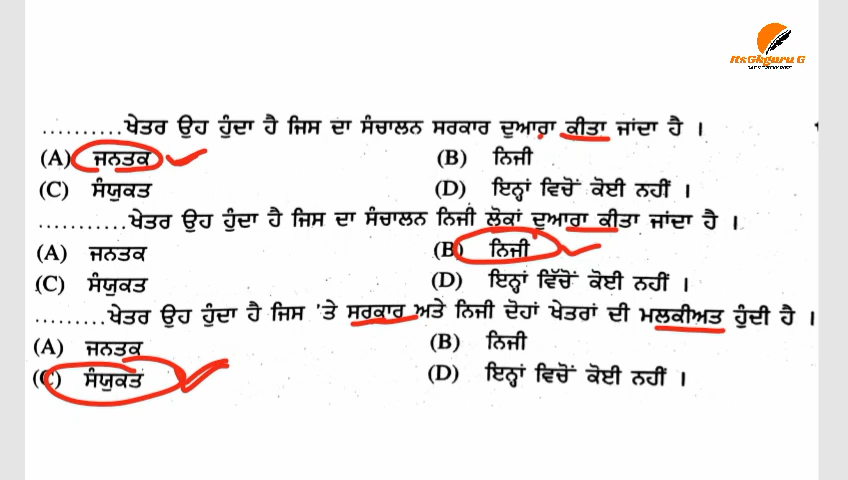 ItsGkguru G
..........ਖੇਤਰ ਉਹ ਹੁੰਦਾ ਹੈ ਜਿਸ ਦਾ ਸੰਚਾਲਨ ਸਰਕਾਰ ਦੁਆਰਾ ਕੀਤਾ ਜਾਂਦਾ ਹੈ ।
(A) ਜਨਤਕ (B) ਨਿਜੀ
(C) ਸੰਯੁਕਤ (D) ਇਨ੍ਹਾਂ ਵਿਚੋਂ ਕੋਈ ਨਹੀਂ ।
...........ਖੇਤਰ ਉਹ ਹੁੰਦਾ ਹੈ ਜਿਸ ਦਾ ਸੰਚਾਲਨ ਨਿਜੀ ਲੋਕਾਂ ਦੁਆਰਾ ਕੀਤਾ ਜਾਂਦਾ ਹੈ ।
(A) ਜਨਤਕ (B) ਨਿਜੀ
(C) ਸੰਯੁਕਤ (D) ਇਨ੍ਹਾਂ ਵਿੱਚੋਂ ਕੋਈ ਨਹੀਂ ।
.........ਖੇਤਰ ਉਹ ਹੁੰਦਾ ਹੈ ਜਿਸ 'ਤੇ ਸਰਕਾਰ ਅਤੇ ਨਿਜੀ ਦੋਹਾਂ ਖੇਤਰਾਂ ਦੀ ਮਲਕੀਅਤ ਹੁੰਦੀ ਹੈ ।
(A) ਜਨਤਕ (B) ਨਿਜੀ
(C) ਸੰਯੁਕਤ (D) ਇਨ੍ਹਾਂ ਵਿਚੋਂ ਕੋਈ ਨਹੀਂ ।